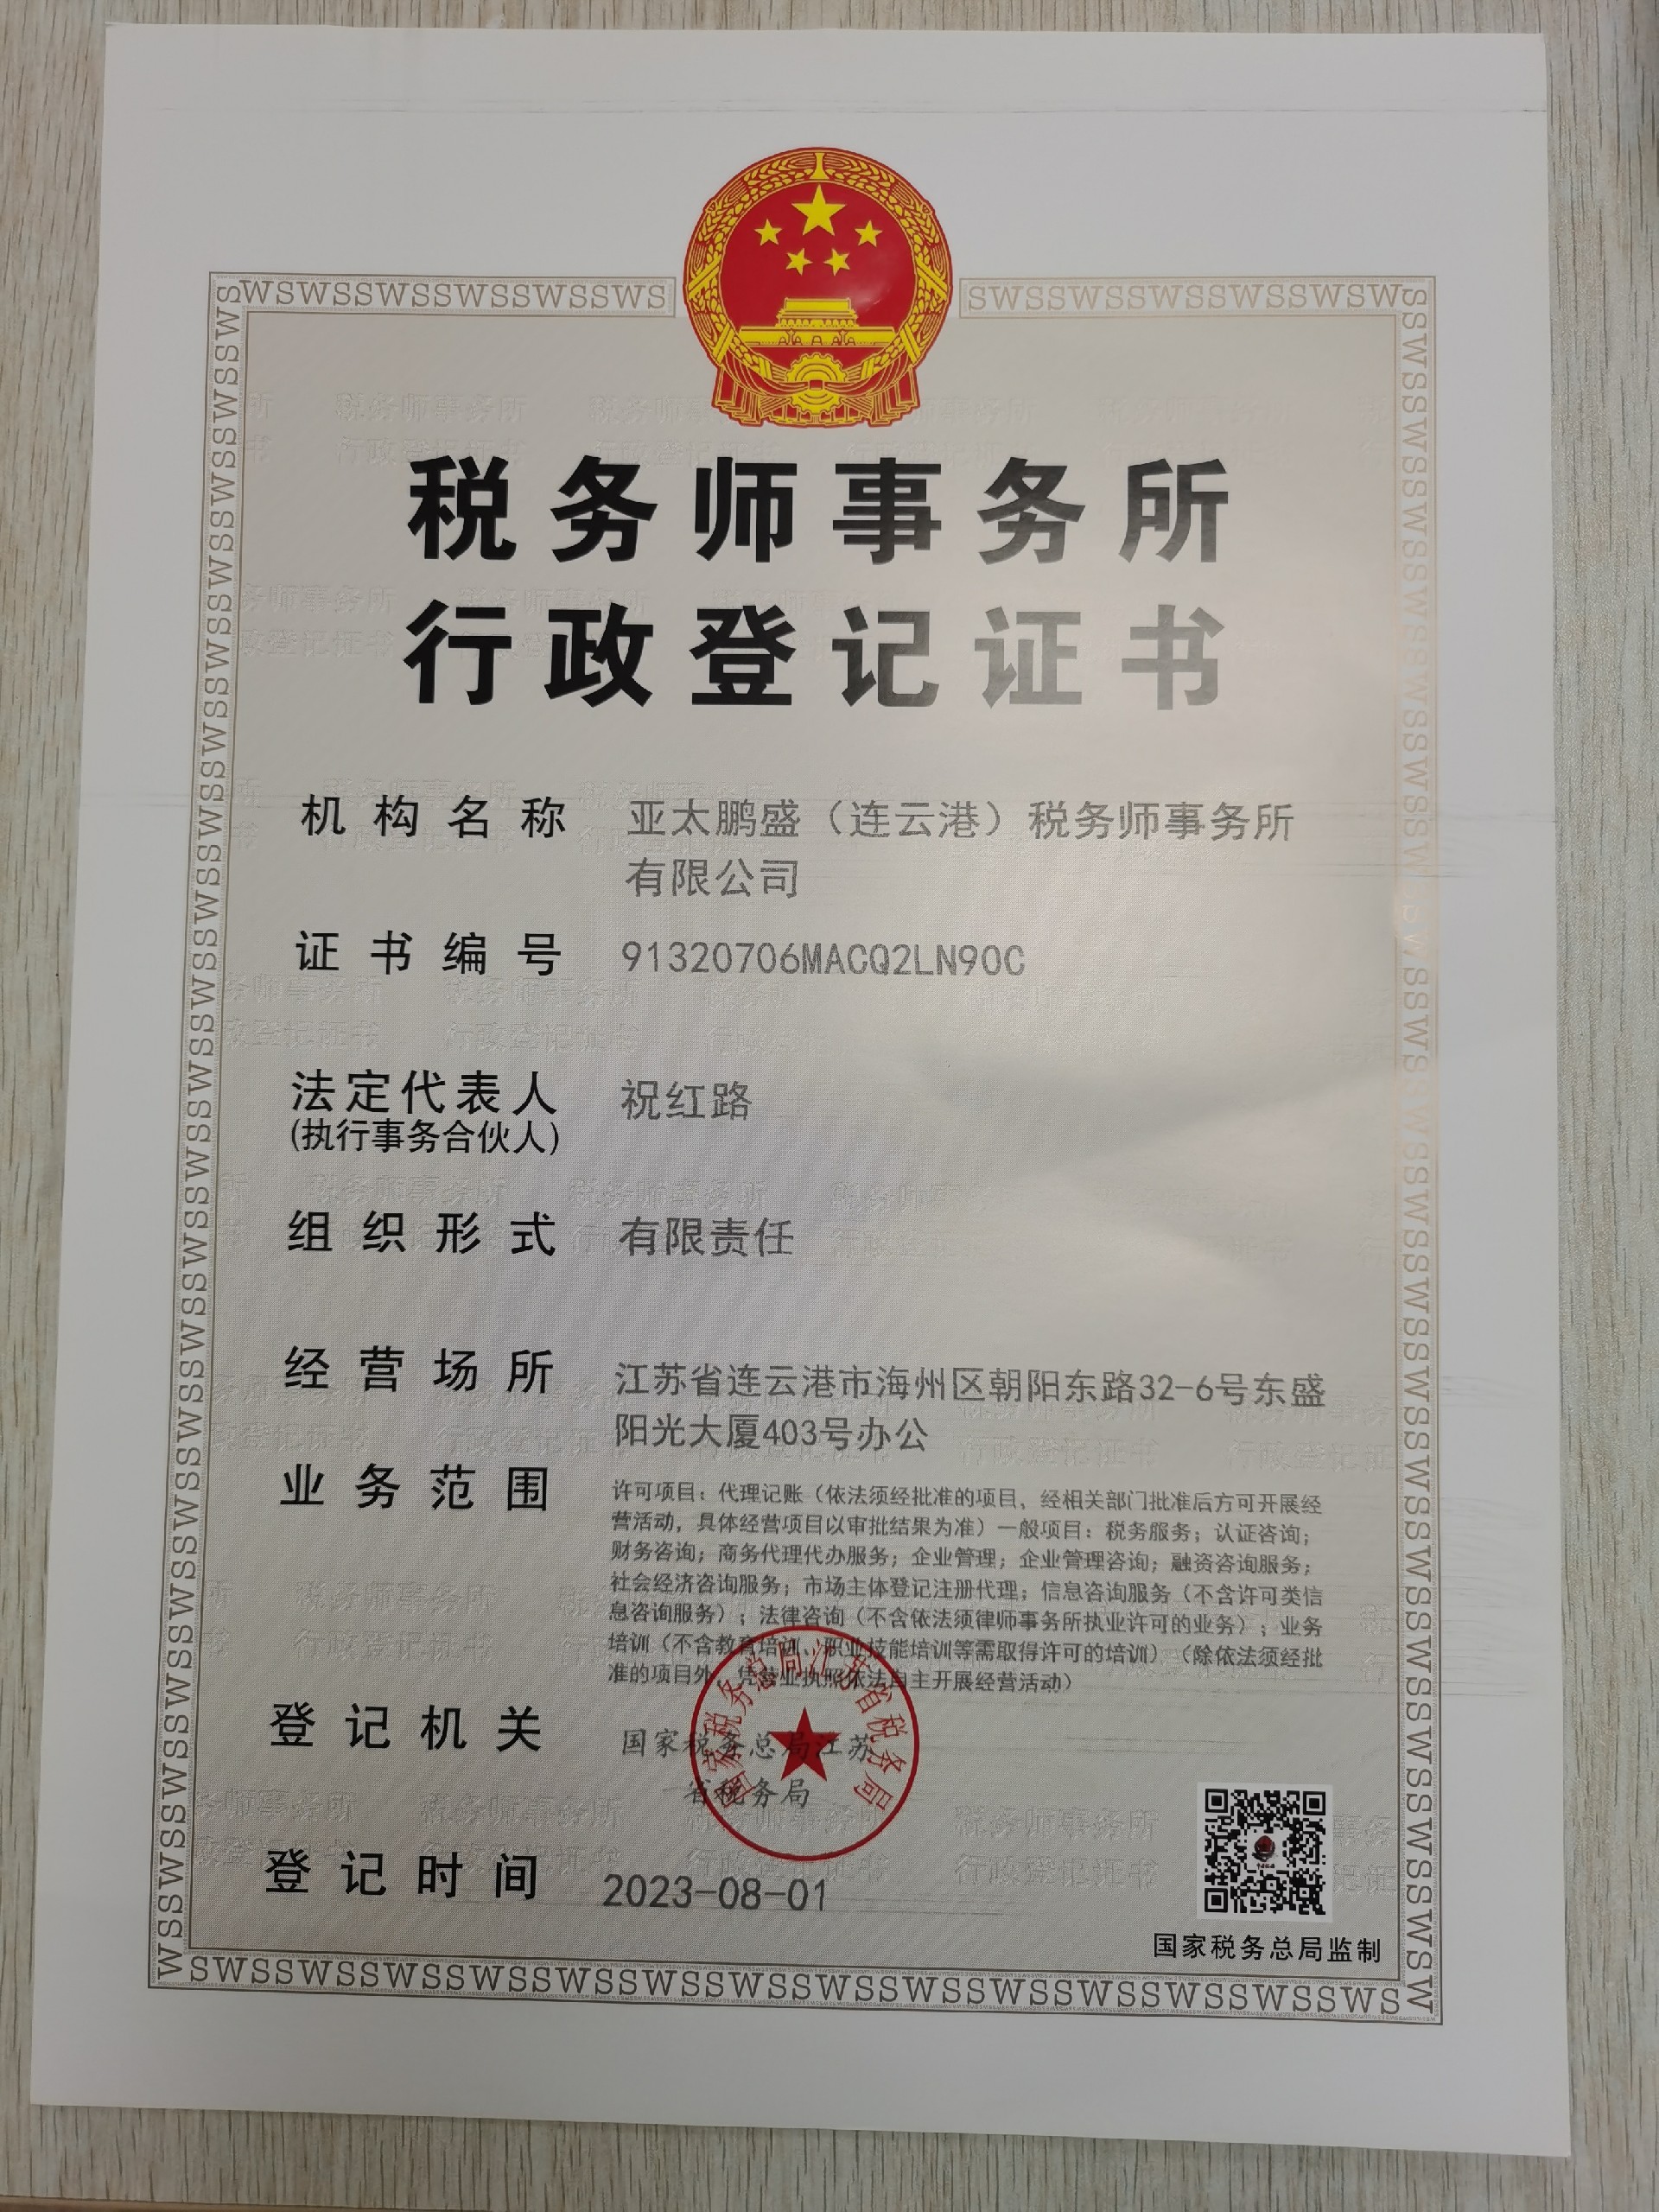 税务师事务所
行政登记证书
机构名称 亚太鹏盛（连云港）税务师事务所
有限公司
证书编号 91320706MACQ2LN90C
法定代表人 祝红路
(执行事务合伙人)
组织形式 有限责任
经营场所 江苏省连云港市海州区朝阳东路32-6号东盛
阳光大厦403号办公
业务范围 许可项目：代理记账（依法须经批准的项目，经相关部门批准后方可开展经
营活动，具体经营项目以审批结果为准）一般项目：税务服务；认证咨询；
财务咨询；商务代理代办服务；企业管理；企业管理咨询；融资咨询服务；
社会经济咨询服务；市场主体登记注册代理；信息咨询服务（不含许可类信
息咨询服务）；法律咨询（不含依法须律师事务所执业许可的业务）；业务
培训（不含教育培训、职业技能培训等需取得许可的培训）（除依法须经批
准的项目外，凭营业执照依法自主开展经营活动）
登记机关 国家税务总局江苏
省税务局
国家税务总局江苏省税务局
登记时间 2023-08-01
国家税务总局监制